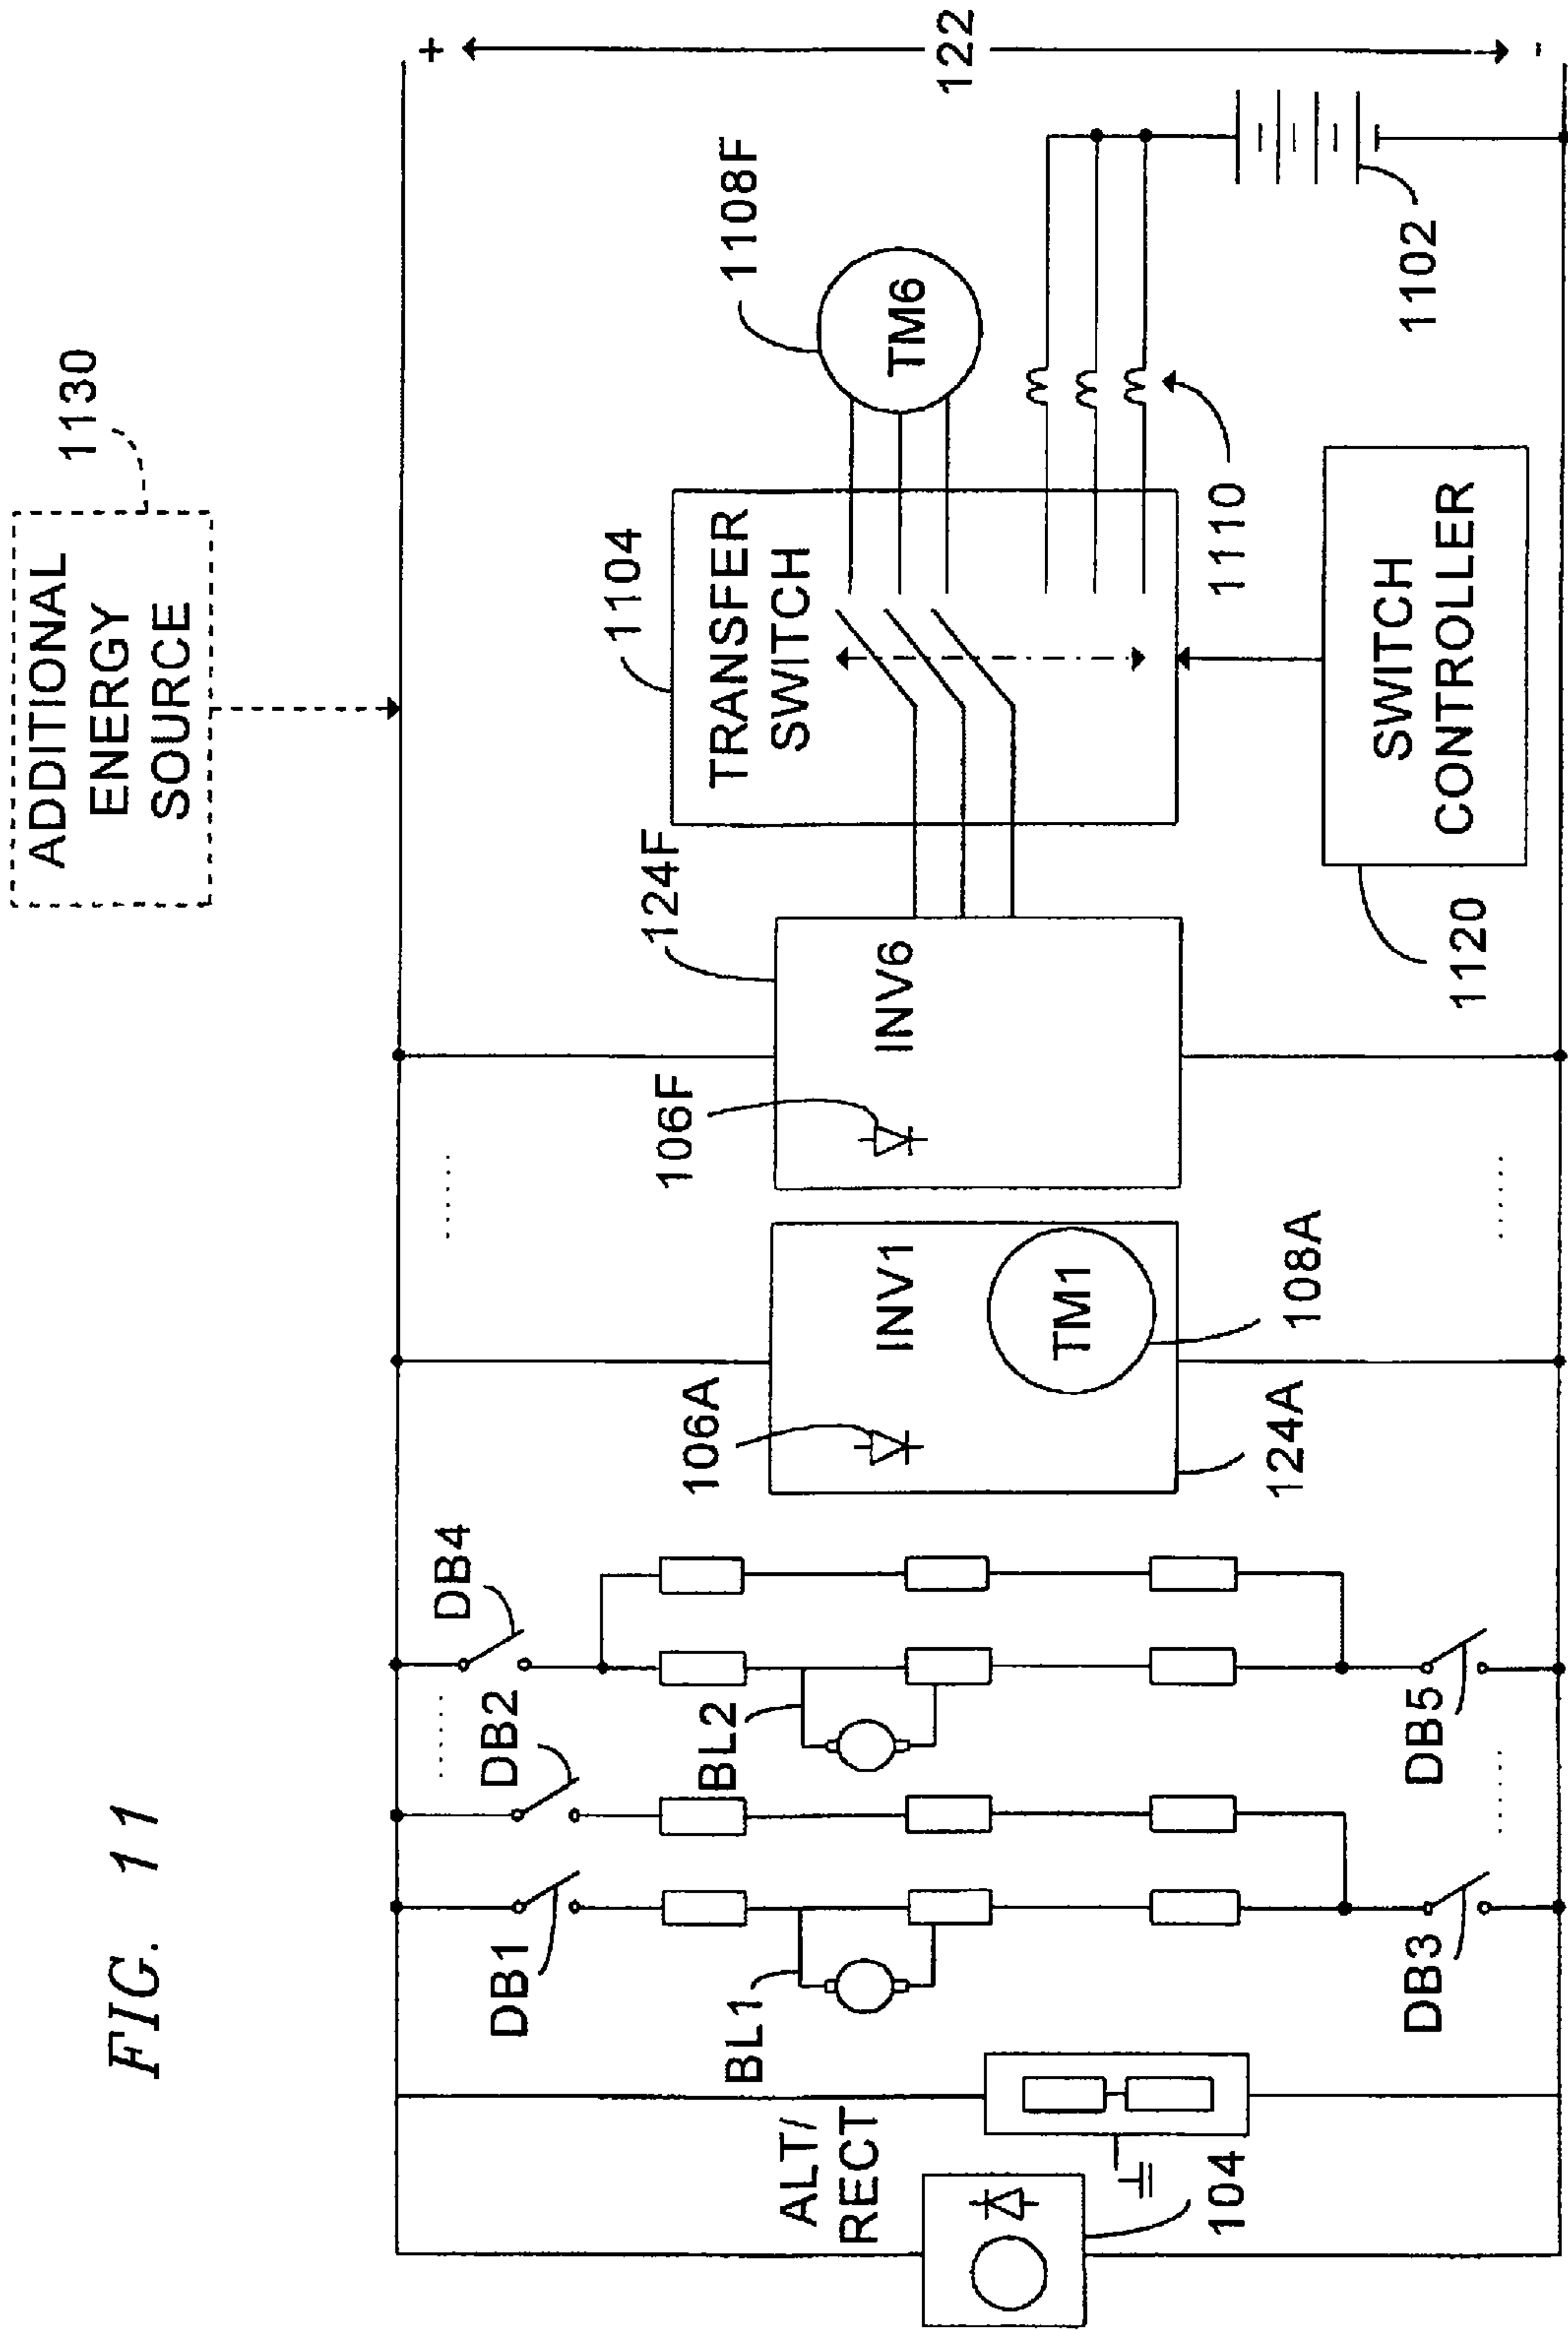 FIG. 11
ADDITIONAL
ENERGY
SOURCE
1130
+
122
-
ALT/
RECT
104
DB1
DB2
DB4
BL1
BL2
DB3
DB5
106A
INV1
TM1
108A
124A
106F
INV6
124F
1104
TRANSFER
SWITCH
1108F
TM6
1110
1102
SWITCH
CONTROLLER
1120